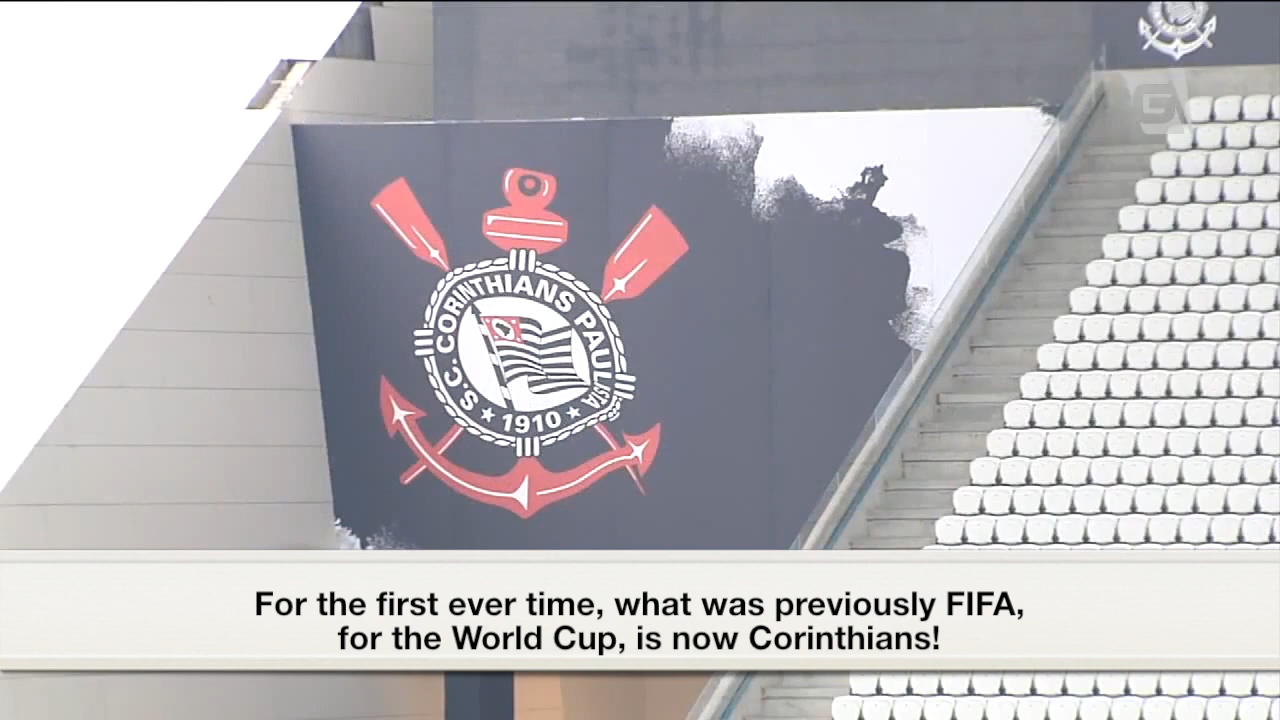 S.C. CORINTHIANS PAULISTA
1910
For the first ever time, what was previously FIFA,
for the World Cup, is now Corinthians!